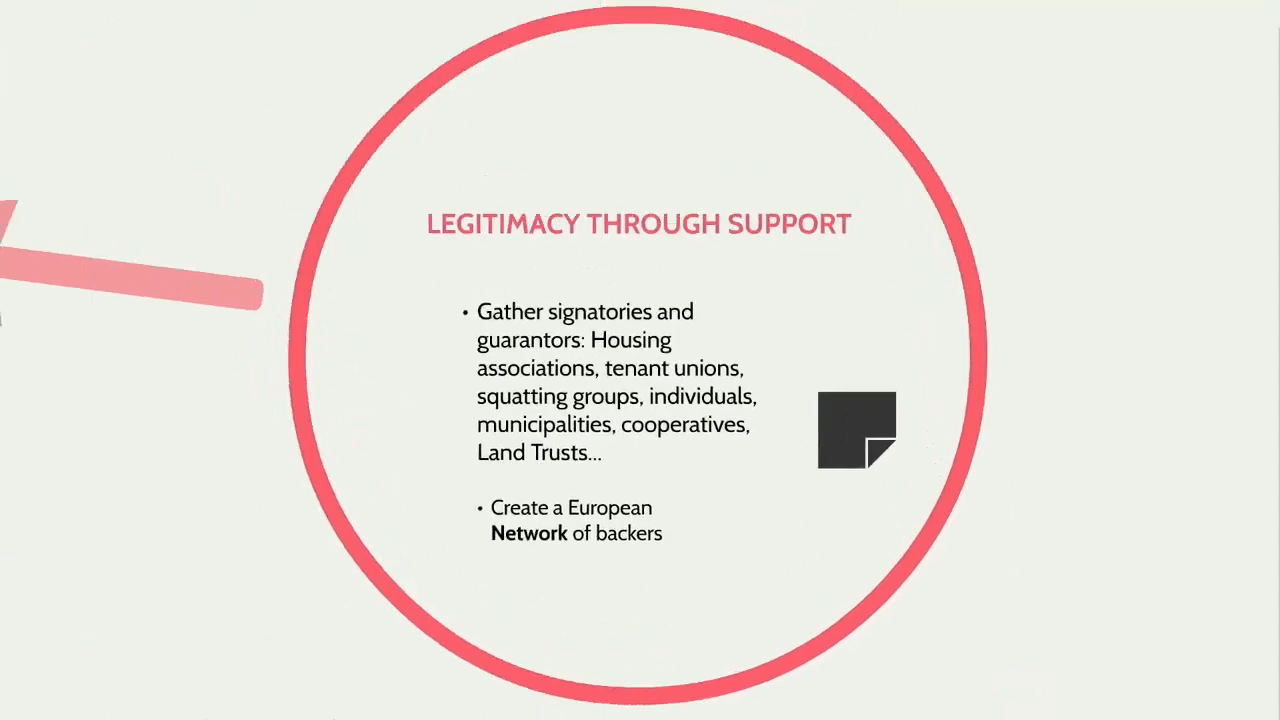 LEGITIMACY THROUGH SUPPORT
• Gather signatories and
guarantors: Housing
associations, tenant unions,
squatting groups, individuals,
municipalities, cooperatives,
Land Trusts...
• Create a European
Network of backers